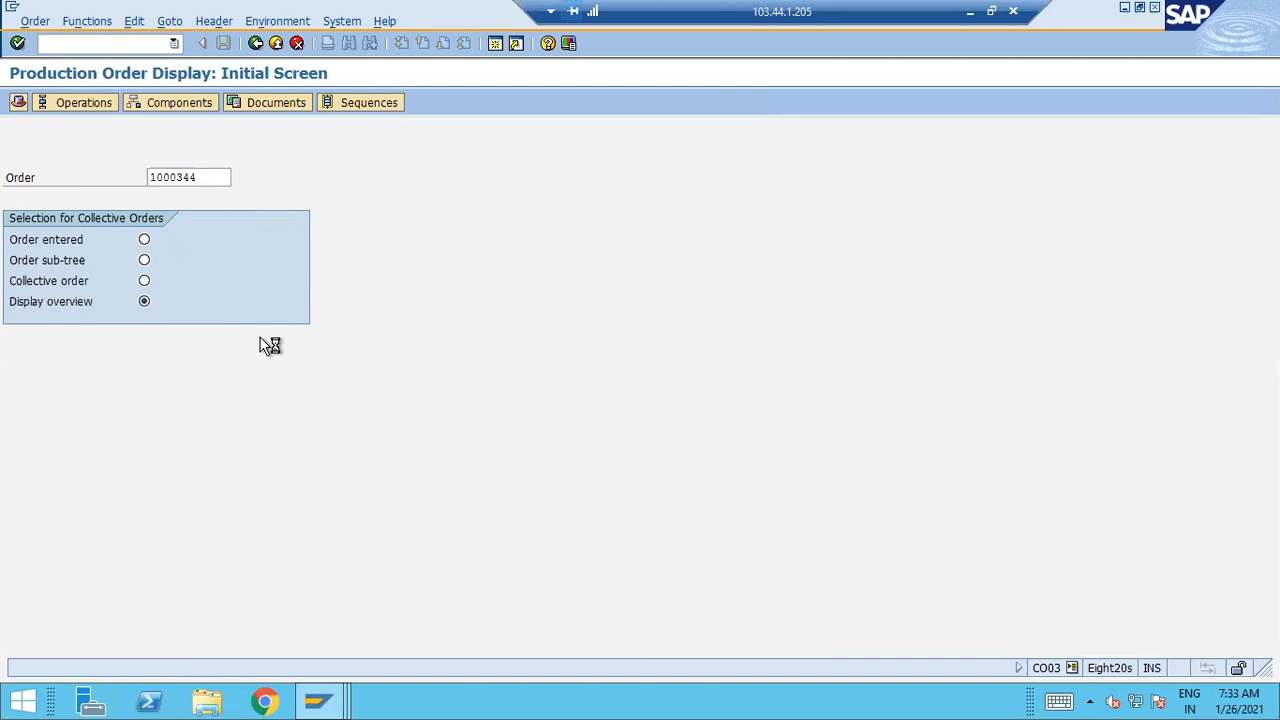 103.44.1.205
Order Functions Edit Goto Header Environment System Help
SAP
Production Order Display: Initial Screen
Operations Components Documents Sequences
Order 1000344
Selection for Collective Orders
Order entered
Order sub-tree
Collective order
Display overview
CO03 Eight20s INS
ENG 7:33 AM
IN 1/26/2021